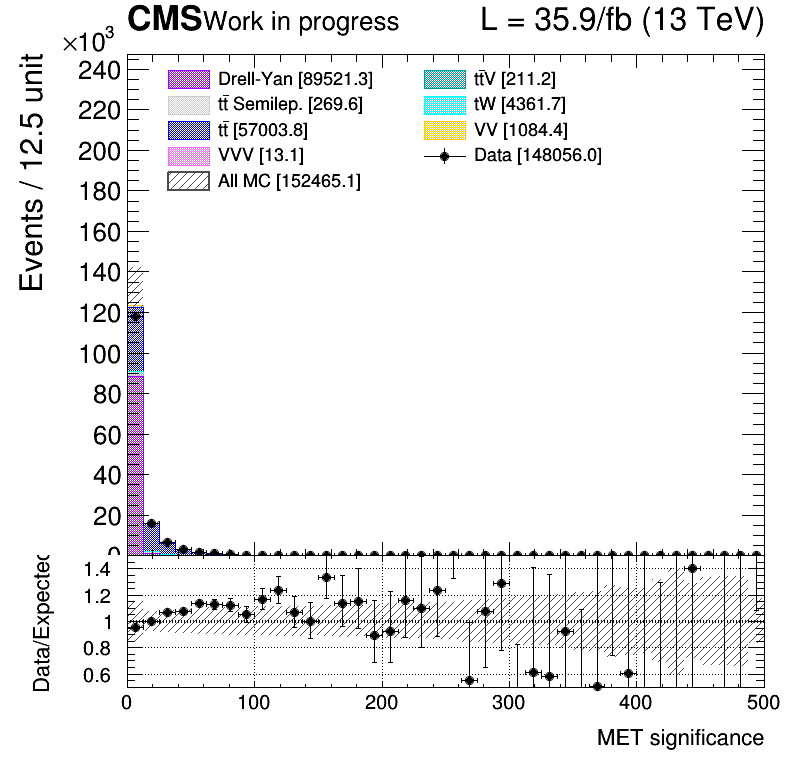 CMS Work in progress L = 35.9/fb (13 TeV)
×10³
Events / 12.5 unit
240
220
200
180
160
140
120
100
80
60
40
20
0
Drell-Yan [89521.3]
tt̄ Semilep. [269.6]
tt̄ [57003.8]
VVV [13.1]
All MC [152465.1]
tt̄V [211.2]
tW [4361.7]
VV [1084.4]
Data [148056.0]
Data/Expected
1.4
1.2
1
0.8
0.6
0 100 200 300 400 500
MET significance